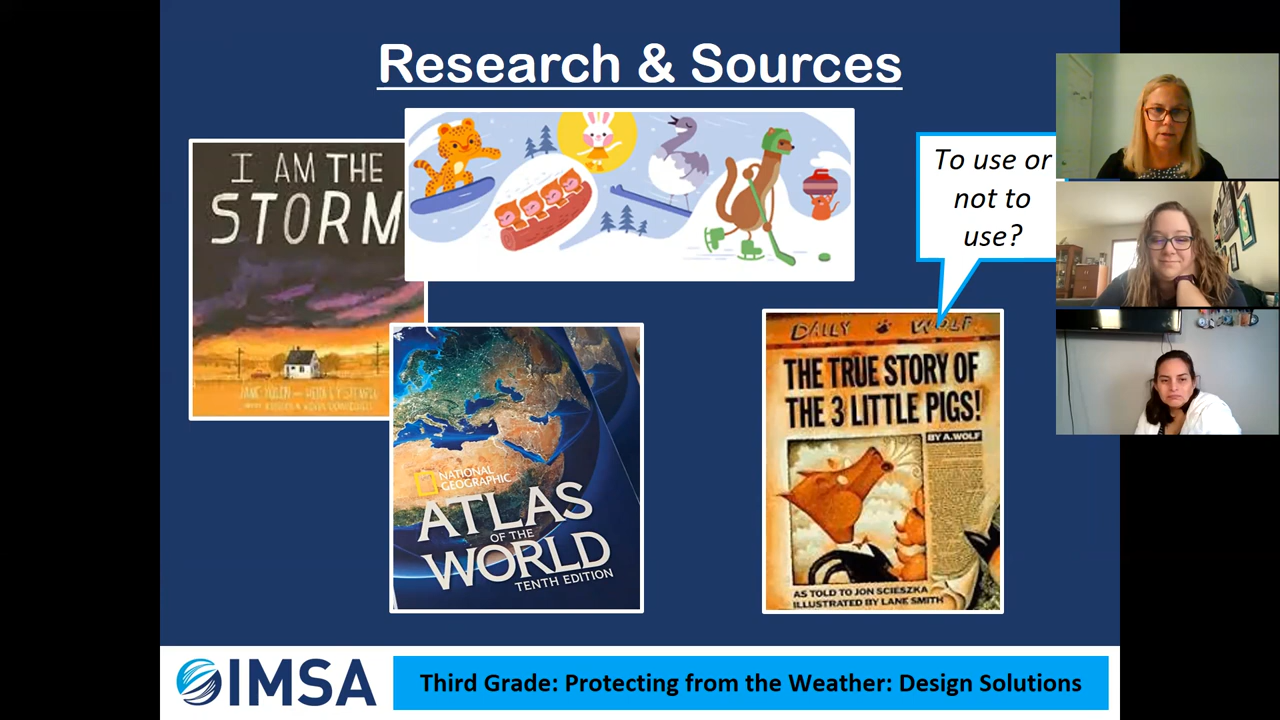 Research & Sources
I AM THE
STORM
To use or
not to
use?
NATIONAL
GEOGRAPHIC
ATLAS
OF THE
WORLD
TENTH EDITION
DAILY WOLF
THE TRUE STORY OF
THE 3 LITTLE PIGS!
BY A. WOLF
AS TOLD TO JON SCIESZKA
ILLUSTRATED BY LANE SMITH
IMSA
Third Grade: Protecting from the Weather: Design Solutions